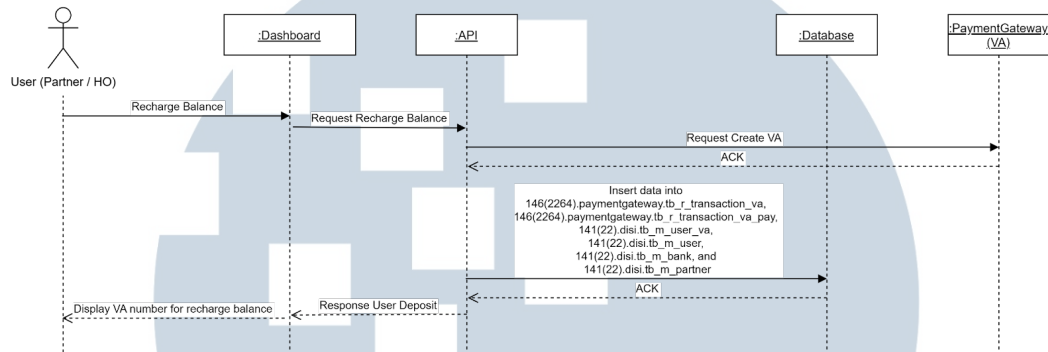 :Dashboard
:API
:Database
:PaymentGateway
(VA)
User (Partner / HO)
Recharge Balance
Request Recharge Balance
Request Create VA
ACK
Insert data into
146(2264).paymentgateway.tb_r_transaction_va,
146(2264).paymentgateway.tb_r_transaction_va_pay,
141(22).disi.tb_m_user_va,
141(22).disi.tb_m_user,
141(22).disi.tb_m_bank, and
141(22).disi.tb_m_partner
ACK
Response User Deposit
Display VA number for recharge balance